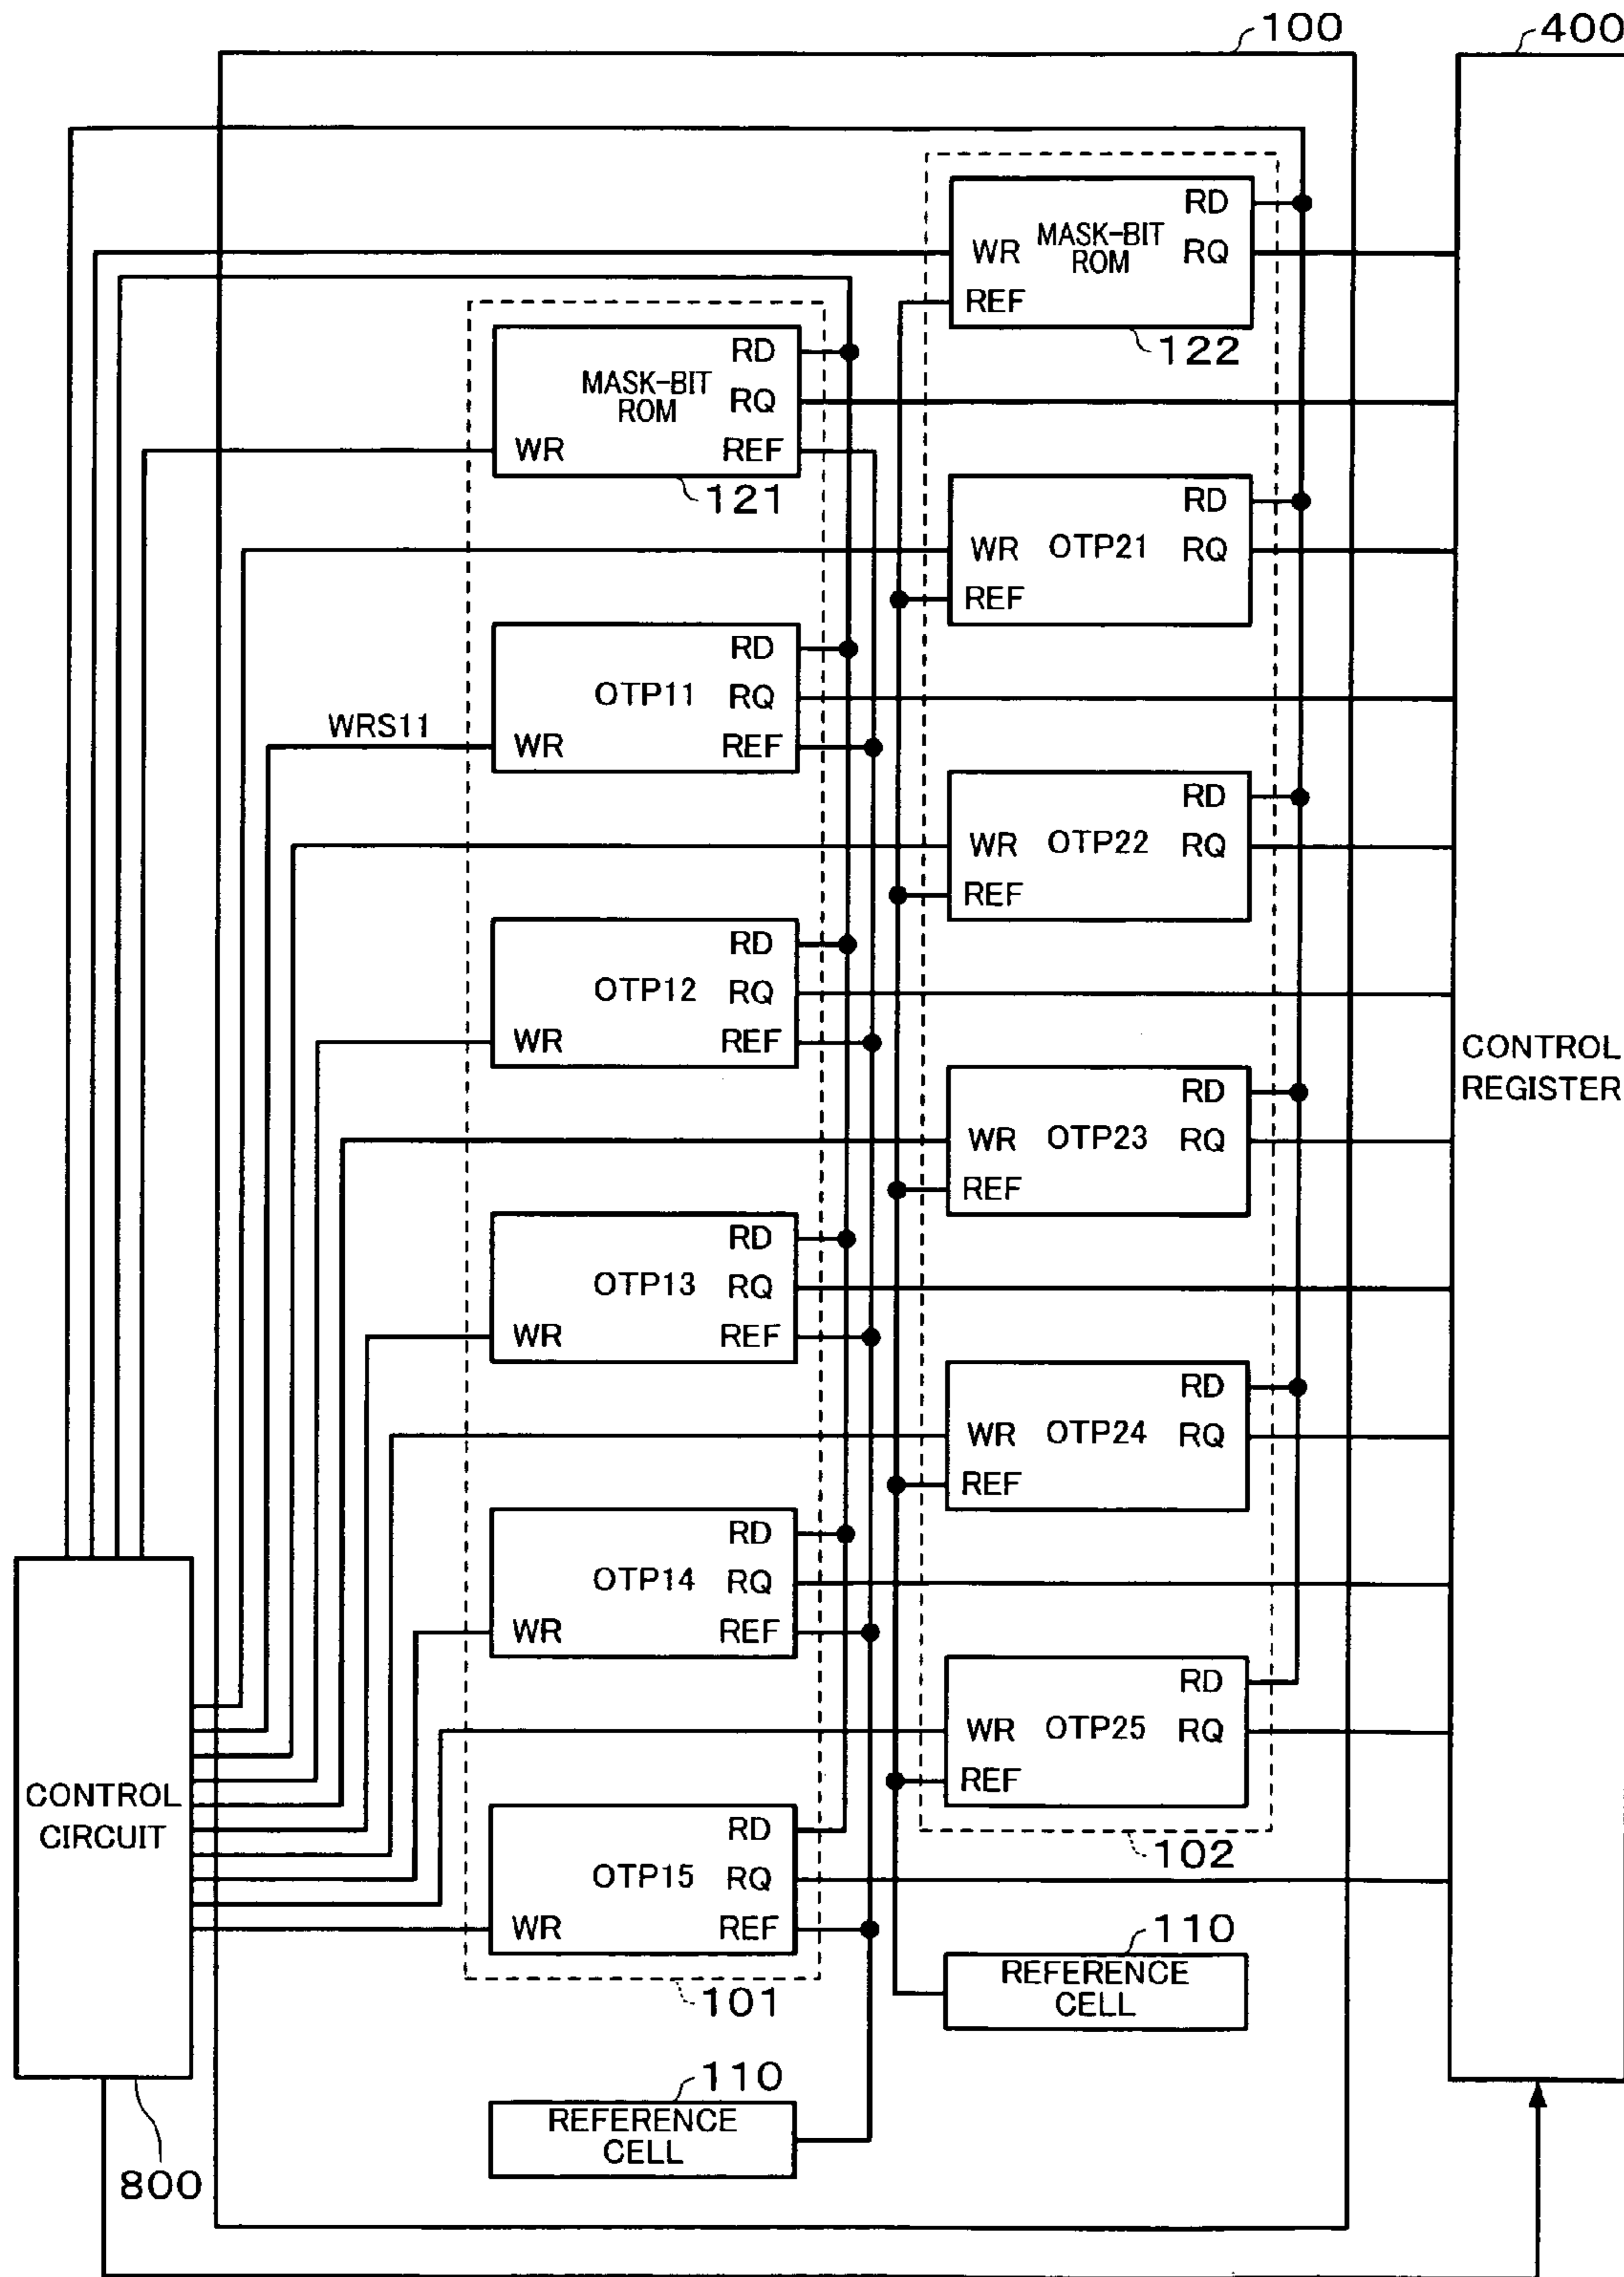 100
400
RD
WR
MASK-BIT
ROM
RQ
REF
122
RD
MASK-BIT
ROM
RQ
WR
REF
121
RD
WR
OTP21
RQ
REF
RD
OTP11
RQ
WRS11
WR
REF
RD
WR
OTP22
RQ
REF
RD
OTP12
RQ
WR
REF
CONTROL
REGISTER
RD
WR
OTP23
RQ
REF
RD
OTP13
RQ
WR
REF
RD
WR
OTP24
RQ
REF
RD
OTP14
RQ
WR
REF
RD
WR
OTP25
RQ
REF
CONTROL
CIRCUIT
RD
OTP15
RQ
WR
REF
102
101
110
REFERENCE
CELL
110
REFERENCE
CELL
800